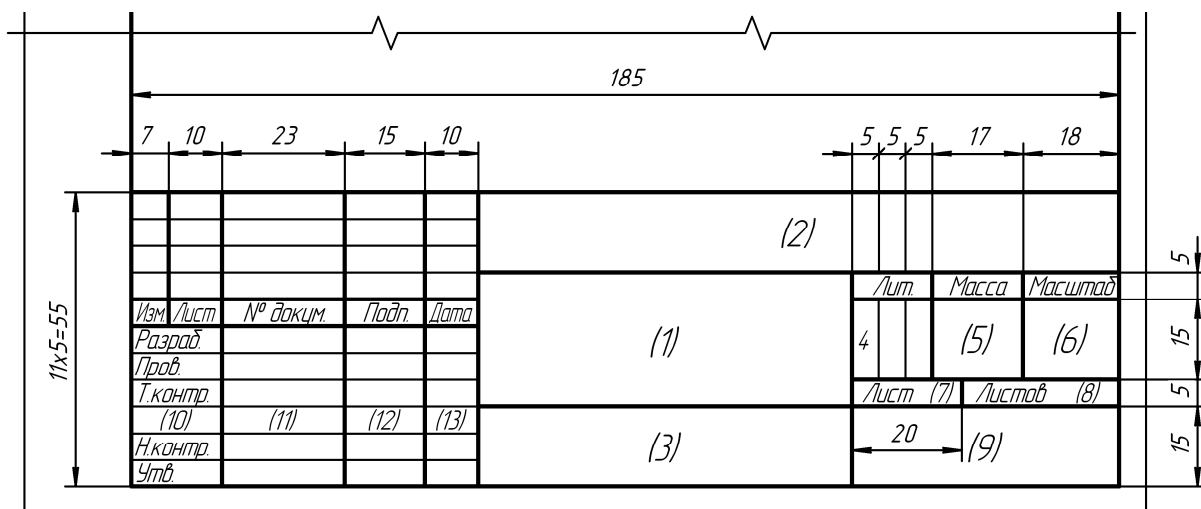 185
7 10 23 15 10 5 5 5 17 18
(2)
5
Лит. Масса Масштаб
Изм. Лист № докум. Подп. Дата
11х5=55
Разраб.
(1)
4 (5) (6)
15
Пров.
Т.контр.
Лист (7) Листов (8)
5
(10) (11) (12) (13)
Н.контр.
(3)
20
(9)
15
Утв.